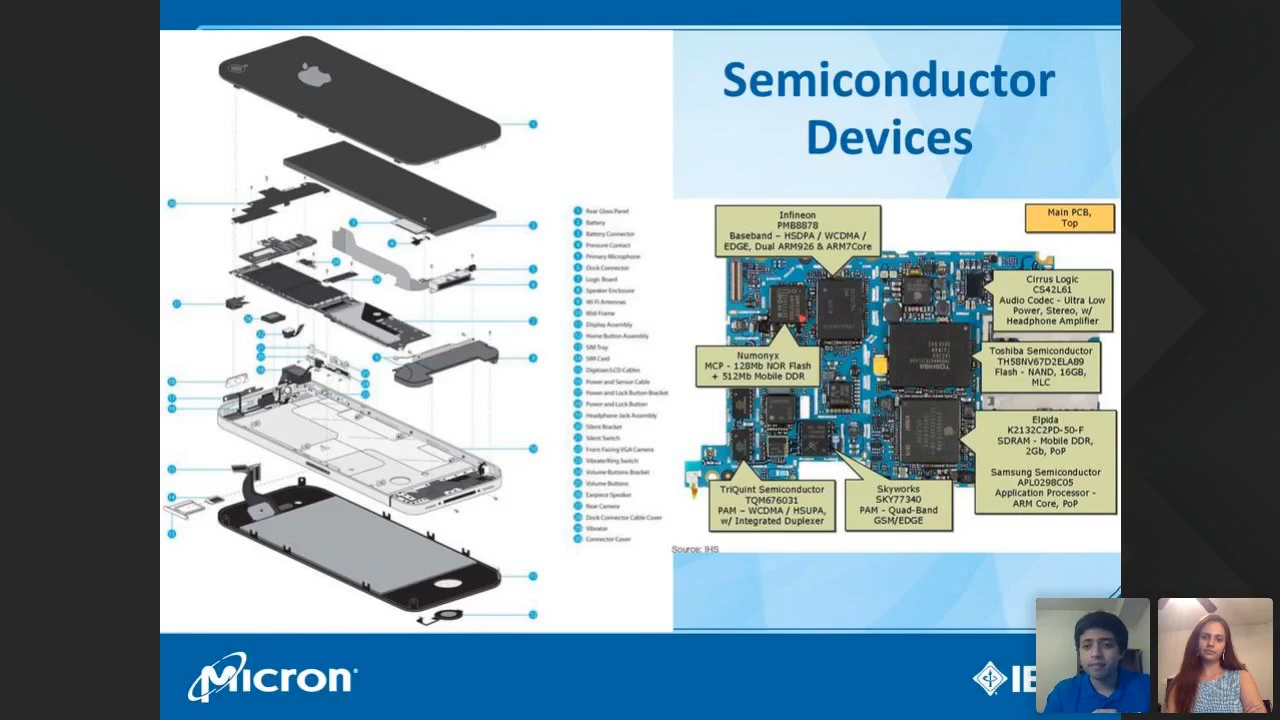 Semiconductor
Devices
Rear Glass Panel
Battery
Battery Connector
Pressure Contact
Primary Microphone
Dock Connector
Logic Board
Speaker Enclosure
Wi-Fi Antennas
Mid-Frame
Display Assembly
Home Button Assembly
SIM Tray
SIM Card
Digitizer/LCD Cables
Power and Sensor Cable
Power and Lock Button Bracket
Power and Lock Button
Headphone Jack Assembly
Silent Bracket
Silent Switch
Front Facing VGA Camera
Vibrate/Ring Switch
Volume Buttons Bracket
Volume Buttons
Earpiece Speaker
Rear Camera
Dock Connector Cable Cover
Vibrator
Connector Cover
Main PCB,
Top
Infineon
PMB8878
Baseband – HSDPA / WCDMA /
EDGE, Dual ARM926 & ARM7Core
Cirrus Logic
CS42L61
Audio Codec - Ultra Low
Power, Stereo, w/
Headphone Amplifier
Numonyx
MCP - 128Mb NOR Flash
+ 512Mb Mobile DDR
Toshiba Semiconductor
TH58NV67D2ELA89
Flash - NAND, 16GB,
MLC
Elpida
K2132C2PD-50-F
SDRAM - Mobile DDR,
2Gb, PoP
Samsung Semiconductor
APL0298C05
Application Processor -
ARM Core, PoP
TriQuint Semiconductor
TQM676031
PAM – WCDMA / HSUPA,
w/ Integrated Duplexer
Skyworks
SKY77340
PAM - Quad-Band
GSM/EDGE
Source: IHS
Micron